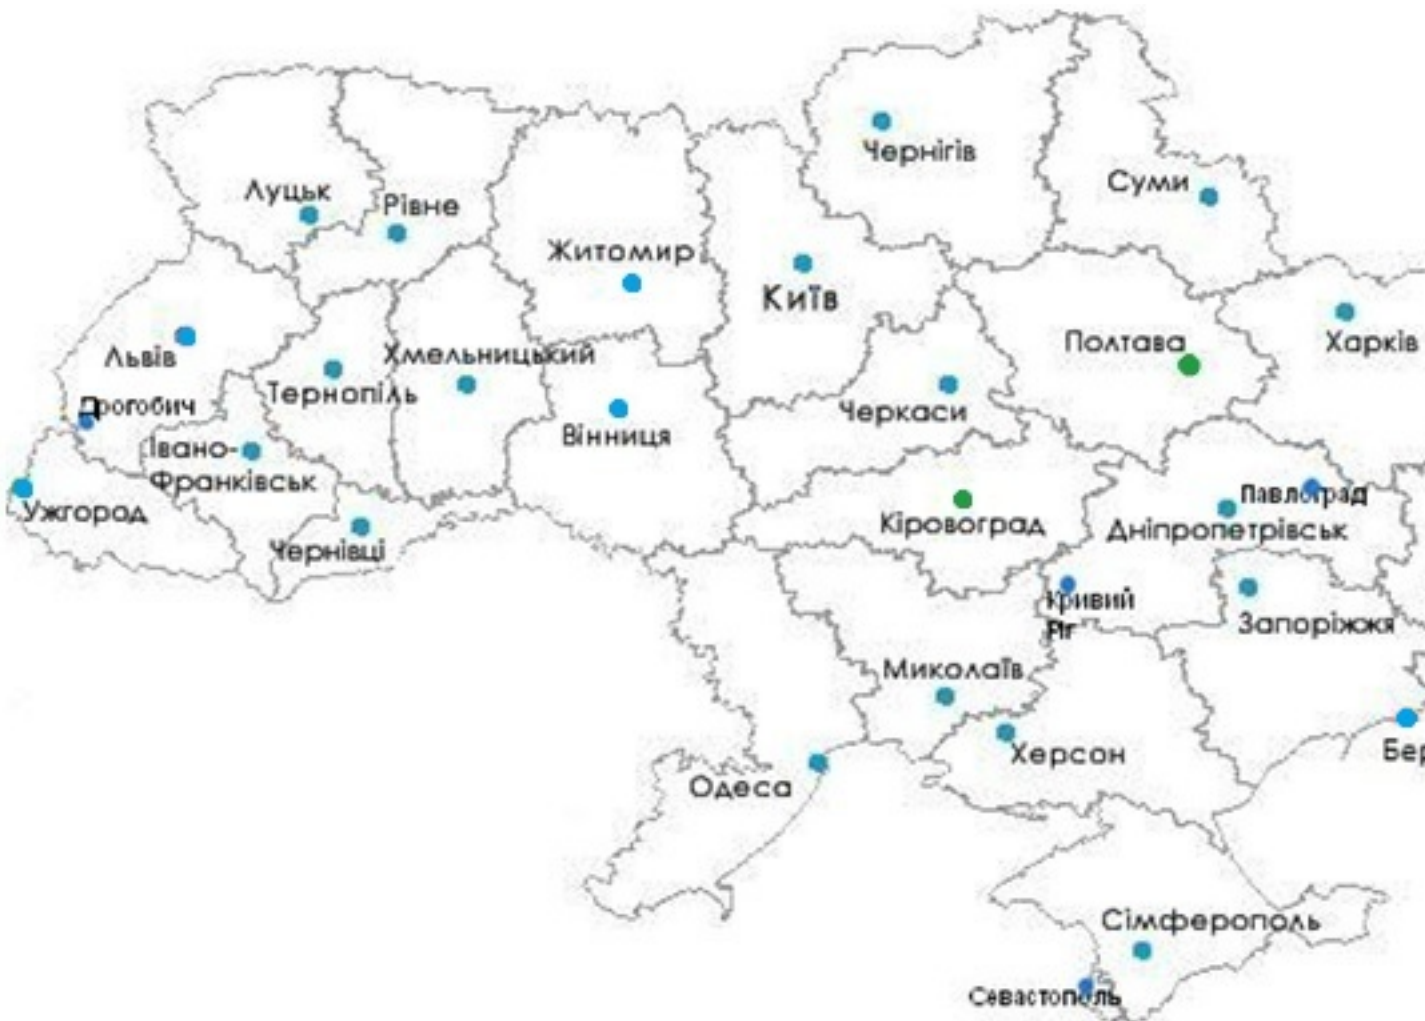 Чернігів
Суми
Луцьк
Рівне
Житомир
Київ
Полтава
Харків
Львів
Хмельницький
Тернопіль
Дрогобич
Черкаси
Вінниця
Івано-
Франківськ
Ужгород
Чернівці
Кіровоград
Павлоград
Дніпропетрівськ
Кривий
Ріг
Запоріжжя
Миколаїв
Херсон
Одеса
Бер
Сімферополь
Севастополь